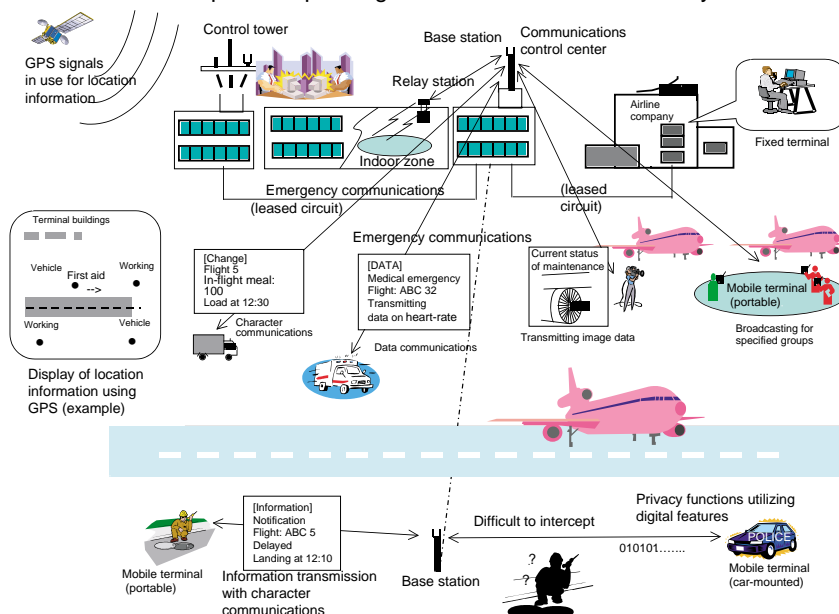 GPS signals
in use for location
information
Control tower
Base station
Communications
control center
Relay station
Indoor zone
Airline
company
Fixed terminal
Emergency communications
(leased circuit)
(leased
circuit)
Terminal buildings
Vehicle
First aid
-->
Working
Working
Vehicle
Display of location
information using
GPS (example)
[Change]
Flight 5
In-flight meal:
100
Load at 12:30
Character
communications
Emergency communications
[DATA]
Medical emergency
Flight: ABC 32
Transmitting
data on heart-rate
Data communications
Current status
of maintenance
Transmitting image data
Mobile terminal
(portable)
Broadcasting for
specified groups
[Information]
Notification
Flight: ABC 5
Delayed
Landing at 12:10
Mobile terminal
(portable)
Information transmission
with character
communications
Base station
Difficult to intercept
? ?
?
Privacy functions utilizing
digital features
010101.......
POLICE
Mobile terminal
(car-mounted)